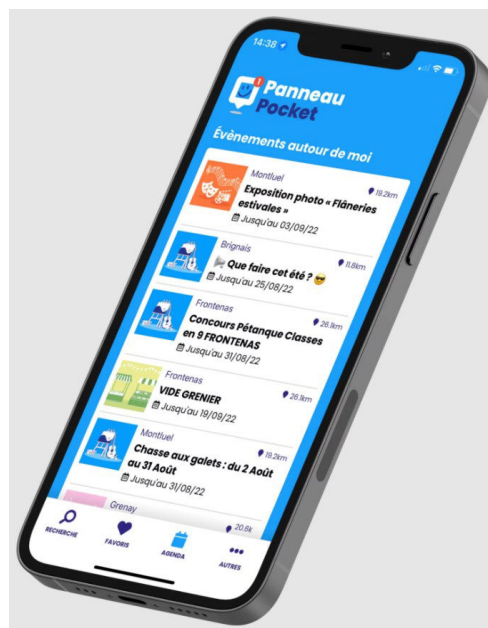 14:38
!
Panneau
Pocket
Évènements autour de moi
Montluel
19.2km
Exposition photo « Flâneries
estivales »
Jusqu'au 03/09/22
Brignais
11.8km
Que faire cet été ?
Jusqu'au 25/08/22
Frontenas
26.1km
Concours Pétanque Classes
en 9 FRONTENAS
Jusqu'au 31/08/22
Frontenas
26.1km
VIDE GRENIER
Jusqu'au 19/09/22
Montluel
19.2km
Chasse aux galets : du 2 Août
au 31 Août
Jusqu'au 31/08/22
Grenay
20.6k
RECHERCHE
FAVORIS
AGENDA
AUTRES